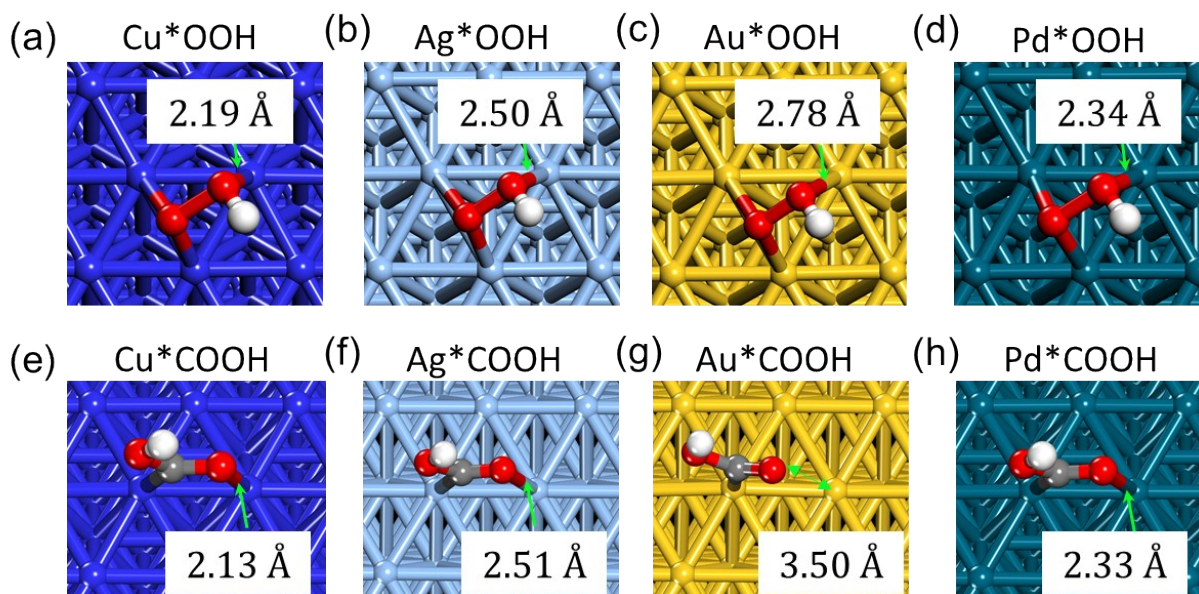 (a) Cu*OOH (b) Ag*OOH (c) Au*OOH (d) Pd*OOH
2.19 Å 2.50 Å 2.78 Å 2.34 Å
(e) Cu*COOH (f) Ag*COOH (g) Au*COOH (h) Pd*COOH
2.13 Å 2.51 Å 3.50 Å 2.33 Å